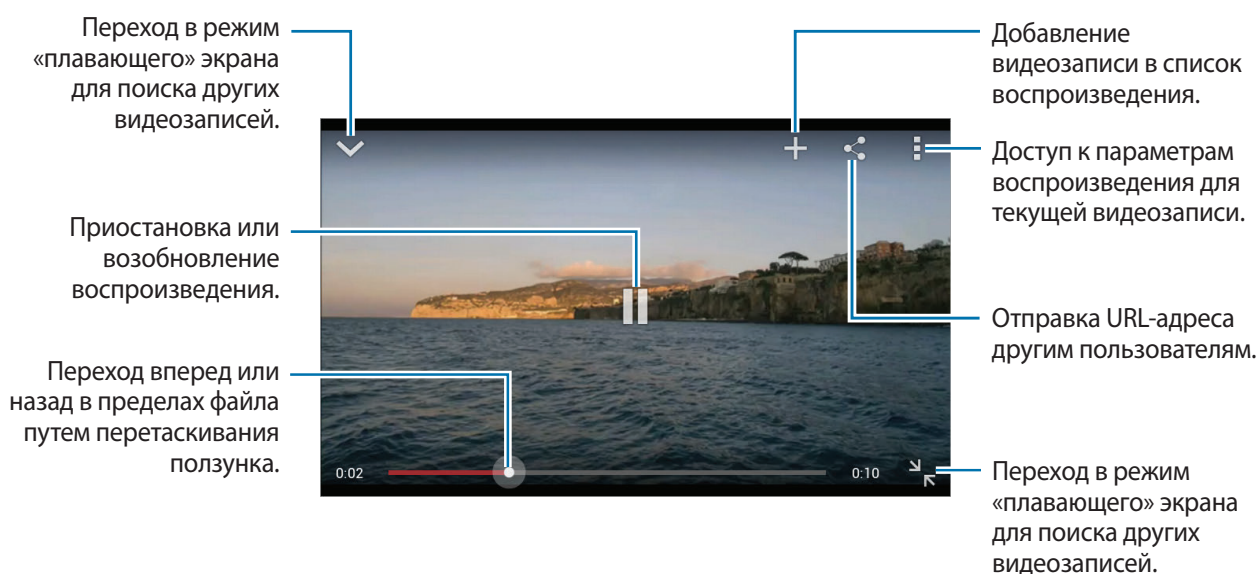 Переход в режим
«плавающего» экрана
для поиска других
видеозаписей.
Приостановка или
возобновление
воспроизведения.
Переход вперед или
назад в пределах файла
путем перетаскивания
ползунка.
0:02
0:10
Добавление
видеозаписи в список
воспроизведения.
Доступ к параметрам
воспроизведения для
текущей видеозаписи.
Отправка URL-адреса
другим пользователям.
Переход в режим
«плавающего» экрана
для поиска других
видеозаписей.